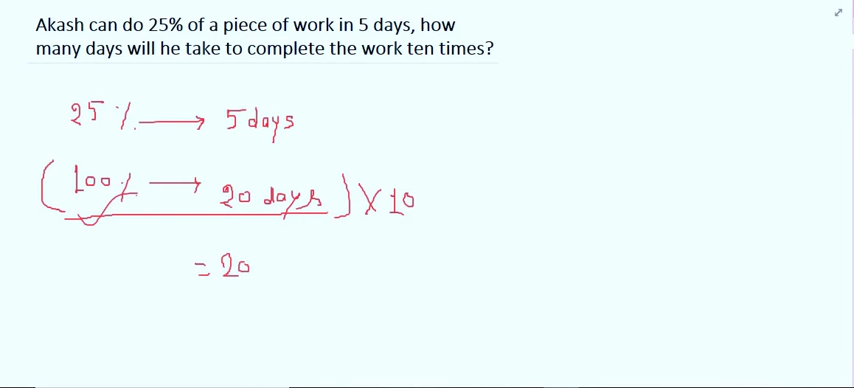 Akash can do 25% of a piece of work in 5 days, how
many days will he take to complete the work ten times?
25% → 5 days
(100% → 20 days) × 10
= 20